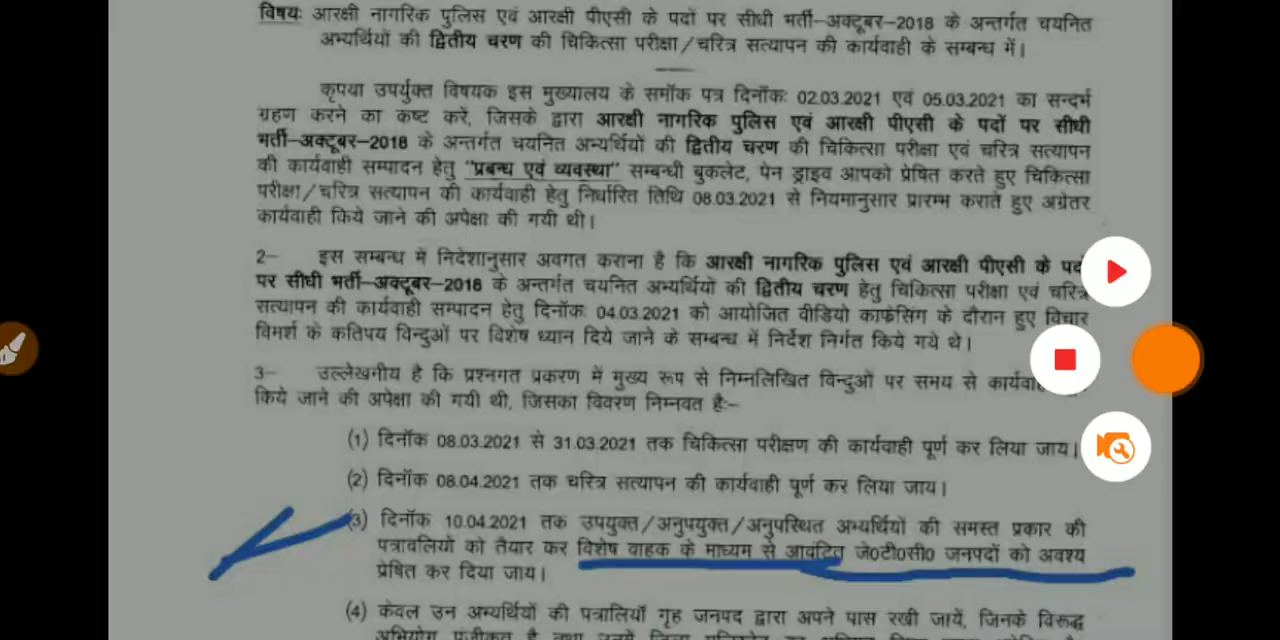 विषयः आरक्षी नागरिक पुलिस एवं आरक्षी पीएसी के पदों पर सीधी भर्ती–अक्टूबर–2018 के अन्तर्गत चयनित
अभ्यर्थियों की द्वितीय चरण की चिकित्सा परीक्षा/चरित्र सत्यापन की कार्यवाही के सम्बन्ध में।
कृपया उपर्युक्त विषयक इस मुख्यालय के समाँक पत्र दिनाँकः 02.03.2021 एवं 05.03.2021 का सन्दर्भ
ग्रहण करने का कष्ट करें, जिसके द्वारा आरक्षी नागरिक पुलिस एवं आरक्षी पीएसी के पदों पर सीधी
भर्ती–अक्टूबर–2018 के अन्तर्गत चयनित अभ्यर्थियों की द्वितीय चरण की चिकित्सा परीक्षा एवं चरित्र सत्यापन
की कार्यवाही सम्पादन हेतु "प्रबन्ध एवं व्यवस्था" सम्बन्धी बुकलेट, पेन ड्राइव आपको प्रेषित करते हुए चिकित्सा
परीक्षा/चरित्र सत्यापन की कार्यवाही हेतु निर्धारित तिथि 08.03.2021 से नियमानुसार प्रारम्भ कराते हुए अग्रेतर
कार्यवाही किये जाने की अपेक्षा की गयी थी।
2– इस सम्बन्ध में निदेशानुसार अवगत कराना है कि आरक्षी नागरिक पुलिस एवं आरक्षी पीएसी के
पर सीधी भर्ती–अक्टूबर–2018 के अन्तर्गत चयनित अभ्यर्थियों की द्वितीय चरण हेतु चिकित्सा परीक्षा एवं चरित्र
सत्यापन की कार्यवाही सम्पादन हेतु दिनाँकः 04.03.2021 को आयोजित वीडियो कार्फ्रेसिंग के दौरान हुए विचार
विमर्श के कतिपय विन्दुओं पर विशेष ध्यान दिये जाने के सम्बन्ध में निर्देश निर्गत किये गये थे।
3– उल्लेखनीय है कि प्रश्नगत प्रकरण में मुख्य रूप से निम्नलिखित विन्दुओं पर समय से
किये जाने की अपेक्षा की गयी थी, जिसका विवरण निम्नवत हैः–
(1) दिनाँक 08.03.2021 से 31.03.2021 तक चिकित्सा परीक्षण की कार्यवाही पूर्ण कर लिया जाय।
(2) दिनाँक 08.04.2021 तक चरित्र सत्यापन की कार्यवाही पूर्ण कर लिया जाय।
(3) दिनाँक 10.04.2021 तक उपयुक्त/अनुपयुक्त/अनुपस्थित अभ्यर्थियों की समस्त प्रकार की
पत्रावलियों को तैयार कर विशेष वाहक के माध्यम से आवंटित जे0टी0सी0 जनपदों को अवश्य
प्रेषित कर दिया जाय।
(4) केवल उन अभ्यर्थियों की पत्रालियाँ गृह जनपद द्वारा अपने पास रखी जायें, जिनके विरूद्ध